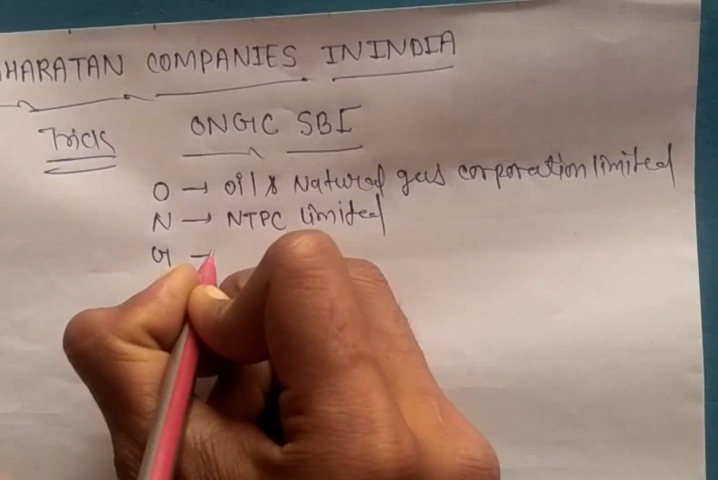 HARATAN COMPANIES IN INDIA
Trick ONGC SBI
O → Oil & Natural gas corporation limited
N → NTPC limited
G →